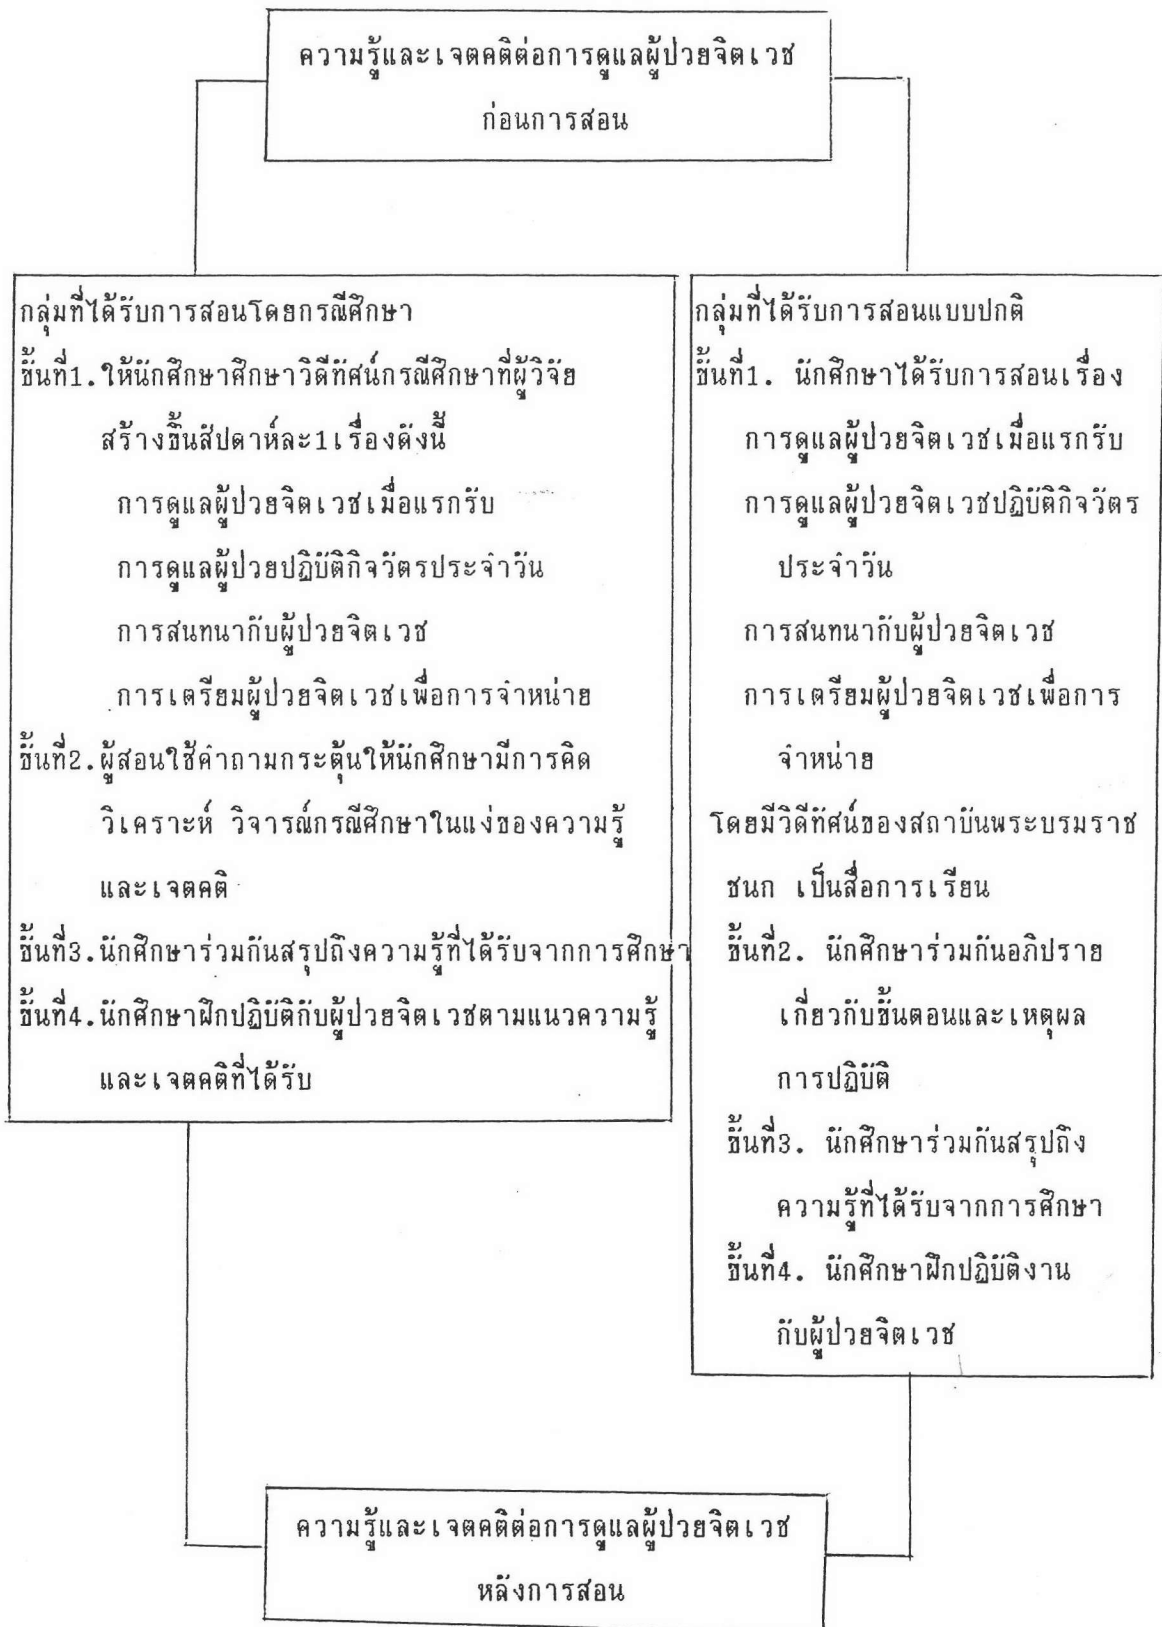 ความรู้และเจตคติต่อการดูแลผู้ป่วยจิตเวช
ก่อนการสอน
กลุ่มที่ได้รับการสอนโดยกรณีศึกษา
ขั้นที่1.ให้นักศึกษาศึกษาวิดีทัศน์กรณีศึกษาที่ผู้วิจัย
สร้างขึ้นสัปดาห์ละ1เรื่องดังนี้
การดูแลผู้ป่วยจิตเวชเมื่อแรกรับ
การดูแลผู้ป่วยปฏิบัติกิจวัตรประจำวัน
การสนทนากับผู้ป่วยจิตเวช
การเตรียมผู้ป่วยจิตเวชเพื่อการจำหน่าย
ขั้นที่2.ผู้สอนใช้คำถามกระตุ้นให้นักศึกษามีการคิด
วิเคราะห์ วิจารณ์กรณีศึกษาในแง่ของความรู้
และเจตคติ
ขั้นที่3.นักศึกษาร่วมกันสรุปถึงความรู้ที่ได้รับจากการศึกษา
ขั้นที่4.นักศึกษาฝึกปฏิบัติกับผู้ป่วยจิตเวชตามแนวความรู้
และเจตคติที่ได้รับ
กลุ่มที่ได้รับการสอนแบบปกติ
ขั้นที่1. นักศึกษาได้รับการสอนเรื่อง
การดูแลผู้ป่วยจิตเวชเมื่อแรกรับ
การดูแลผู้ป่วยจิตเวชปฏิบัติกิจวัตร
ประจำวัน
การสนทนากับผู้ป่วยจิตเวช
การเตรียมผู้ป่วยจิตเวชเพื่อการ
จำหน่าย
โดยมีวิดีทัศน์ของสถาบันพระบรมราช
ชนก เป็นสื่อการเรียน
ขั้นที่2. นักศึกษาร่วมกันอภิปราย
เกี่ยวกับขั้นตอนและเหตุผล
การปฏิบัติ
ขั้นที่3. นักศึกษาร่วมกันสรุปถึง
ความรู้ที่ได้รับจากการศึกษา
ขั้นที่4. นักศึกษาฝึกปฏิบัติงาน
กับผู้ป่วยจิตเวช
ความรู้และเจตคติต่อการดูแลผู้ป่วยจิตเวช
หลังการสอน